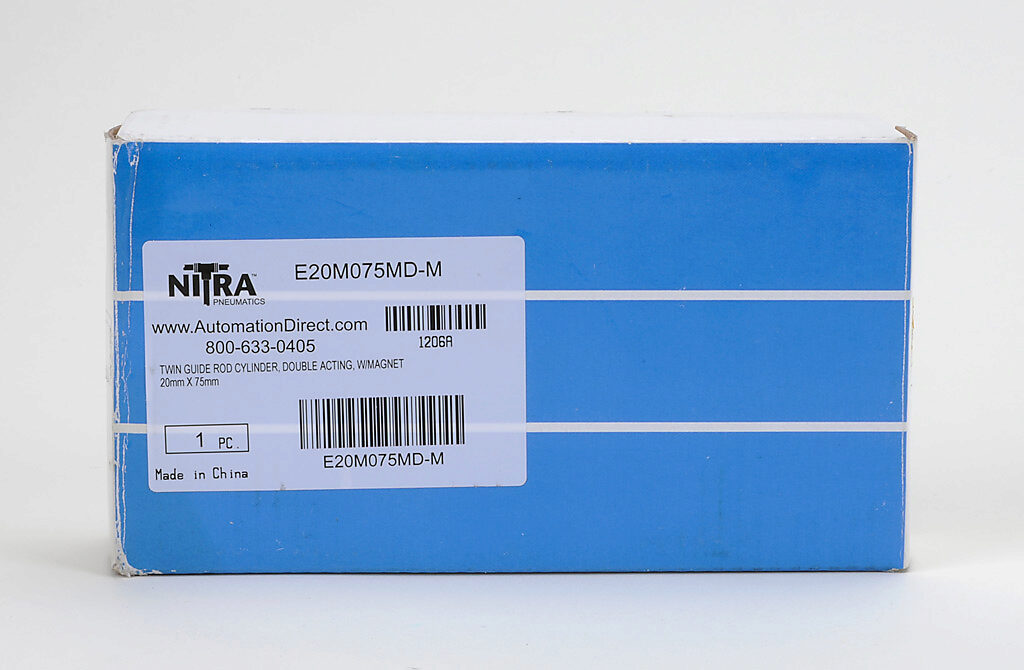 NITRA™
PNEUMATICS
E20M075MD-M
www.AutomationDirect.com
800-633-0405
1206A
TWIN GUIDE ROD CYLINDER, DOUBLE ACTING, W/MAGNET
20mm X 75mm
1 PC.
E20M075MD-M
Made in China